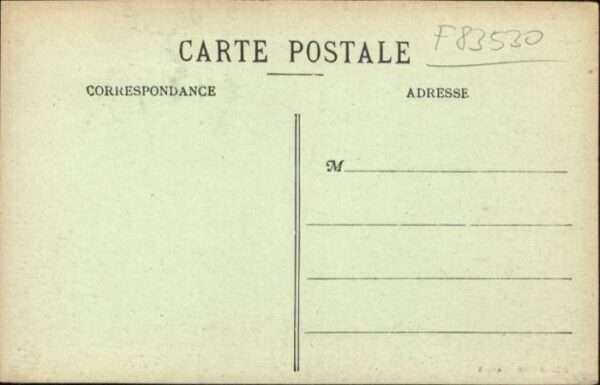 CARTE POSTALE
F83530
CORRESPONDANCE
ADRESSE
M